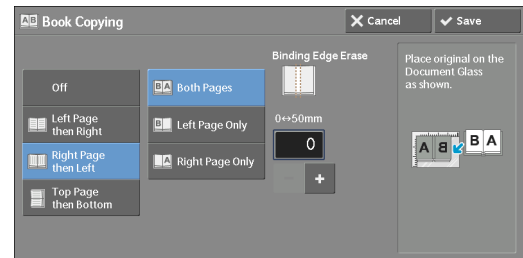 AB Book Copying
Cancel
Save
Off
Left Page
then Right
Right Page
then Left
Top Page
then Bottom
BA Both Pages
B Left Page Only
A Right Page Only
Binding Edge Erase
0↔50mm
0
- +
Place original on the
Document Glass
as shown.
A B B A